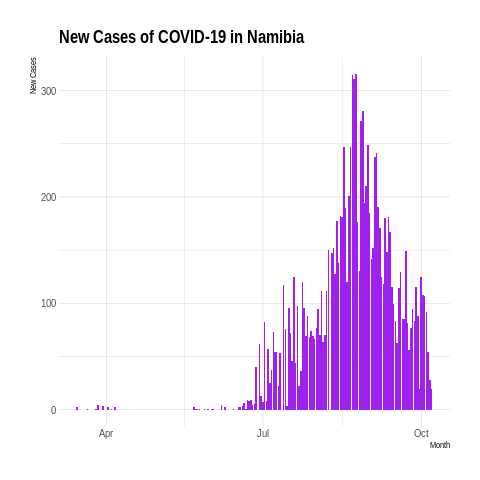 New Cases of COVID-19 in Namibia
New Cases
300
200
100
0
Apr
Jul
Oct
Month